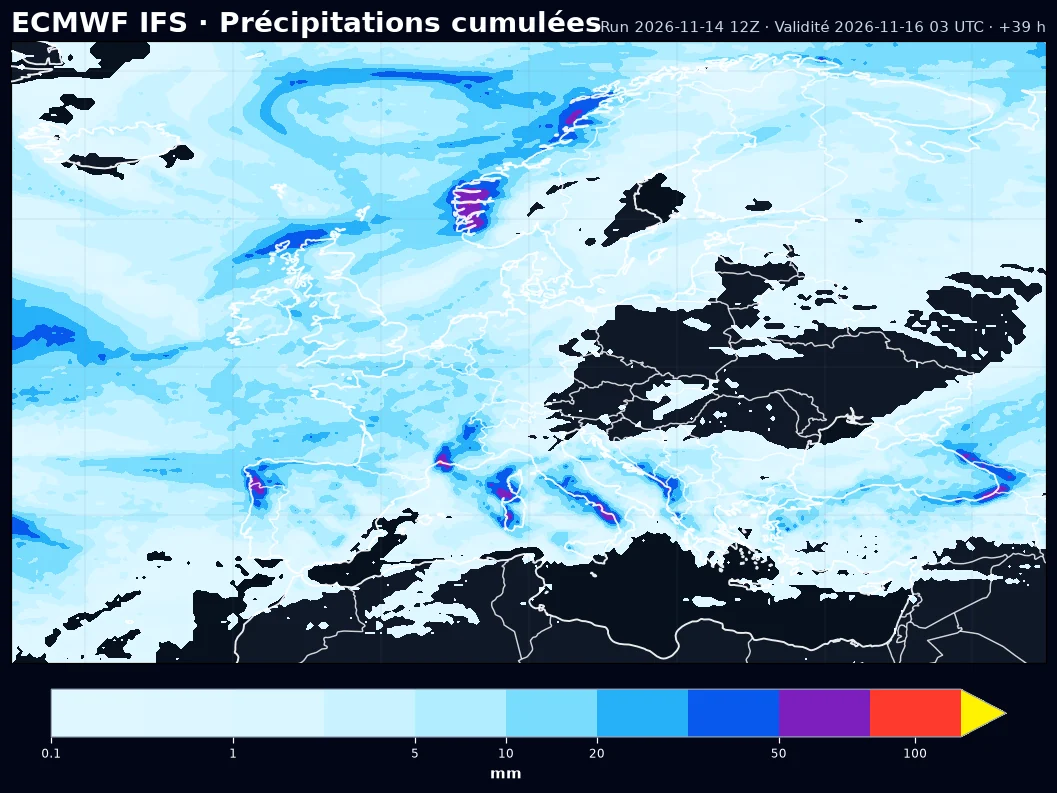 ECMWF IFS · Précipitations cumulées
Run 2026-11-14 12Z · Validité 2026-11-16 03 UTC · +39 h
0.1 1 5 10 20 50 100
mm